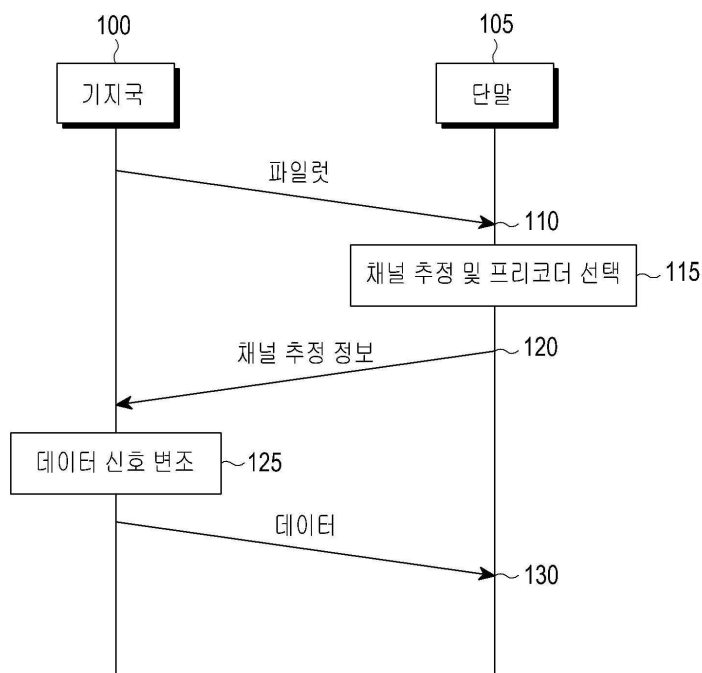 100
105
기지국
단말
파일럿
110
채널 추정 및 프리코더 선택
115
채널 추정 정보
120
데이터 신호 변조
125
데이터
130